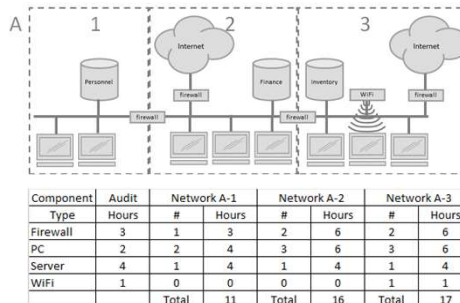 A 1 2 3
Internet Internet
Personnel Finance Inventory WiFi
firewall firewall
firewall firewall
Component Audit Network A-1 Network A-2 Network A-3
Type Hours # Hours # Hours # Hours
Firewall 3 1 3 2 6 2 6
PC 2 2 4 3 6 3 6
Server 4 1 4 1 4 1 4
WiFi 1 0 0 0 0 1 1
Total 11 Total 16 Total 17